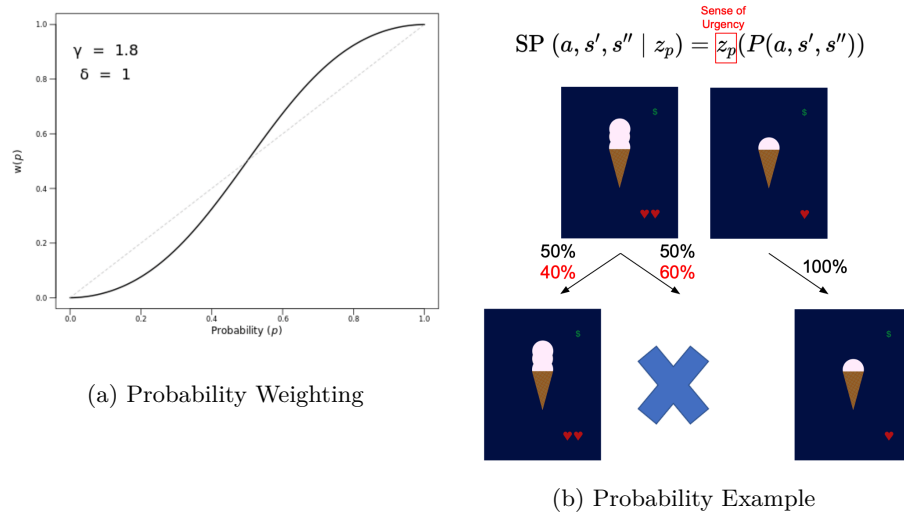 1.0
0.8
0.6
0.4
0.2
0.0
w(p)
γ = 1.8
δ = 1
0.0 0.2 0.4 0.6 0.8 1.0
Probability (p)
(a) Probability Weighting
Sense of
Urgency
SP (a, s′, s″ | z_p) = z_p(P(a, s′, s″))
$ $
♥♥ ♥
50% 50%
40% 60% 100%
$ $
♥♥ ♥
(b) Probability Example